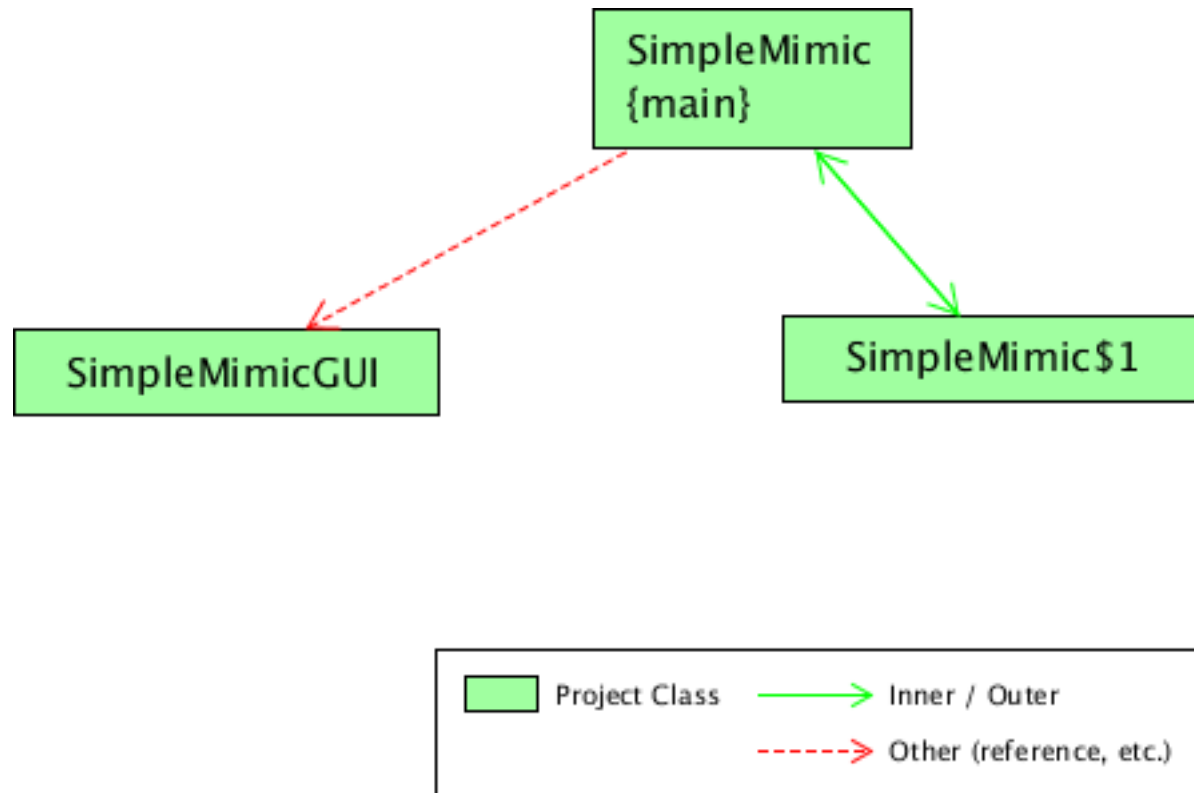 SimpleMimic
{main}
SimpleMimicGUI
SimpleMimic$1
Project Class
Inner / Outer
Other (reference, etc.)